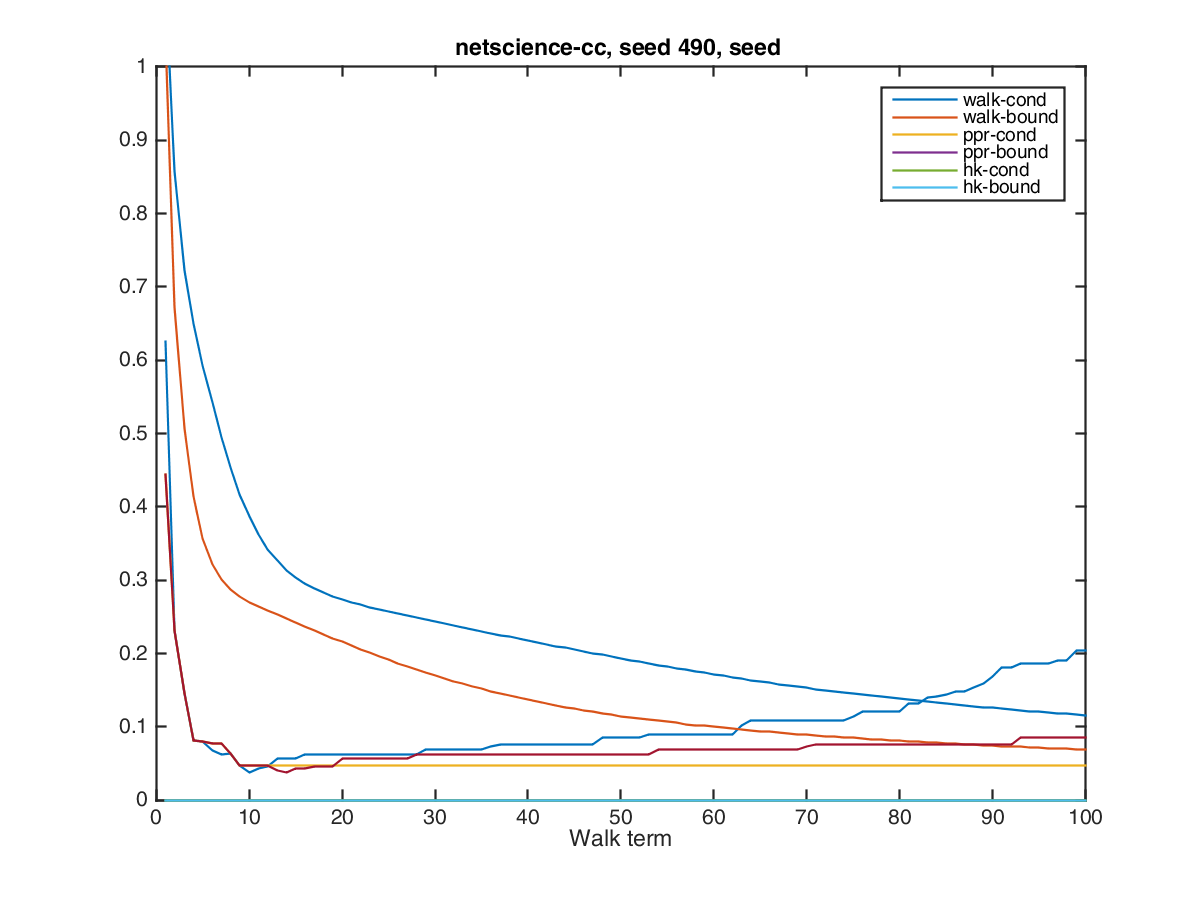 netscience-cc, seed 490, seed
1
0.9
0.8
0.7
0.6
0.5
0.4
0.3
0.2
0.1
0
walk-cond
walk-bound
ppr-cond
ppr-bound
hk-cond
hk-bound
0 10 20 30 40 50 60 70 80 90 100
Walk term